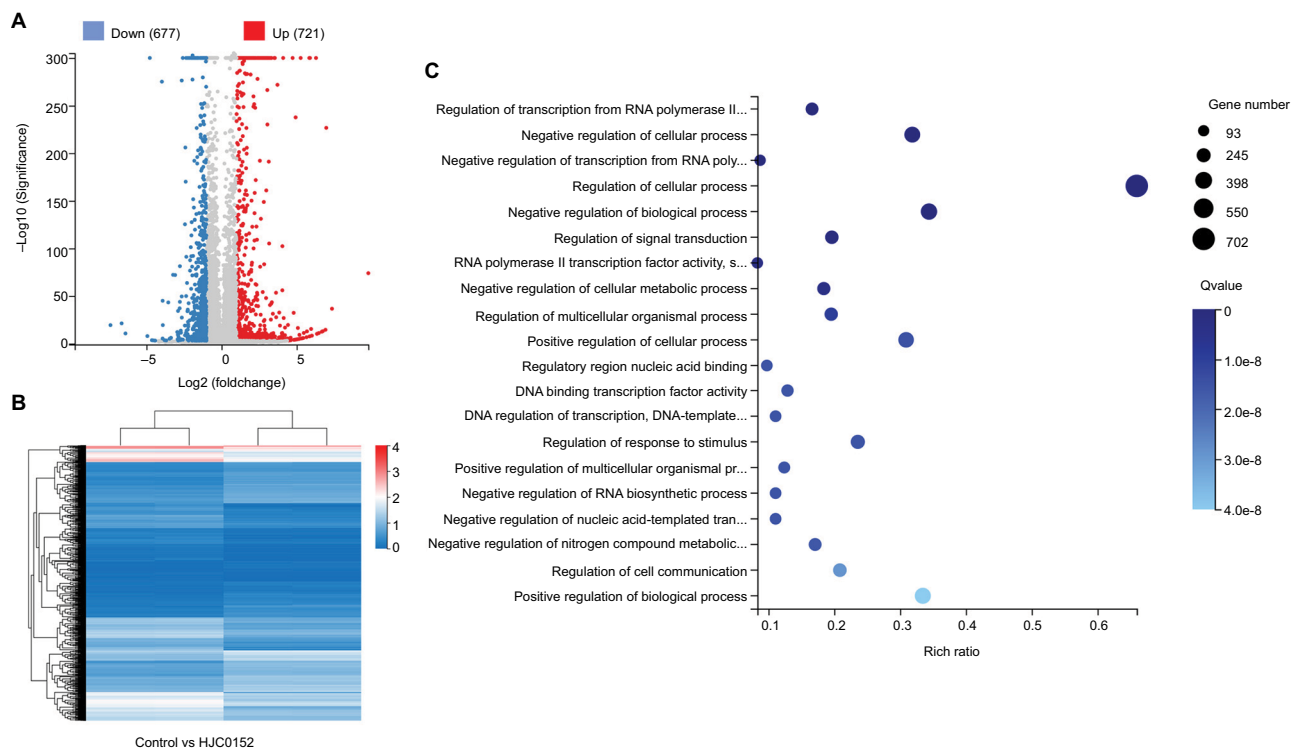 A
Down (677)
Up (721)
300
250
200
150
100
50
0
–5
0
5
–Log10 (Significance)
Log2 (foldchange)
B
4
3
2
1
0
Control vs HJC0152
C
Regulation of transcription from RNA polymerase II...
Negative regulation of cellular process
Negative regulation of transcription from RNA poly...
Regulation of cellular process
Negative regulation of biological process
Regulation of signal transduction
RNA polymerase II transcription factor activity, s...
Negative regulation of cellular metabolic process
Regulation of multicellular organismal process
Positive regulation of cellular process
Regulatory region nucleic acid binding
DNA binding transcription factor activity
DNA regulation of transcription, DNA-template...
Regulation of response to stimulus
Positive regulation of multicellular organismal pr...
Negative regulation of RNA biosynthetic process
Negative regulation of nucleic acid-templated tran...
Negative regulation of nitrogen compound metabolic...
Regulation of cell communication
Positive regulation of biological process
0.1
0.2
0.3
0.4
0.5
0.6
Rich ratio
Gene number
93
245
398
550
702
Qvalue
0
1.0e-8
2.0e-8
3.0e-8
4.0e-8